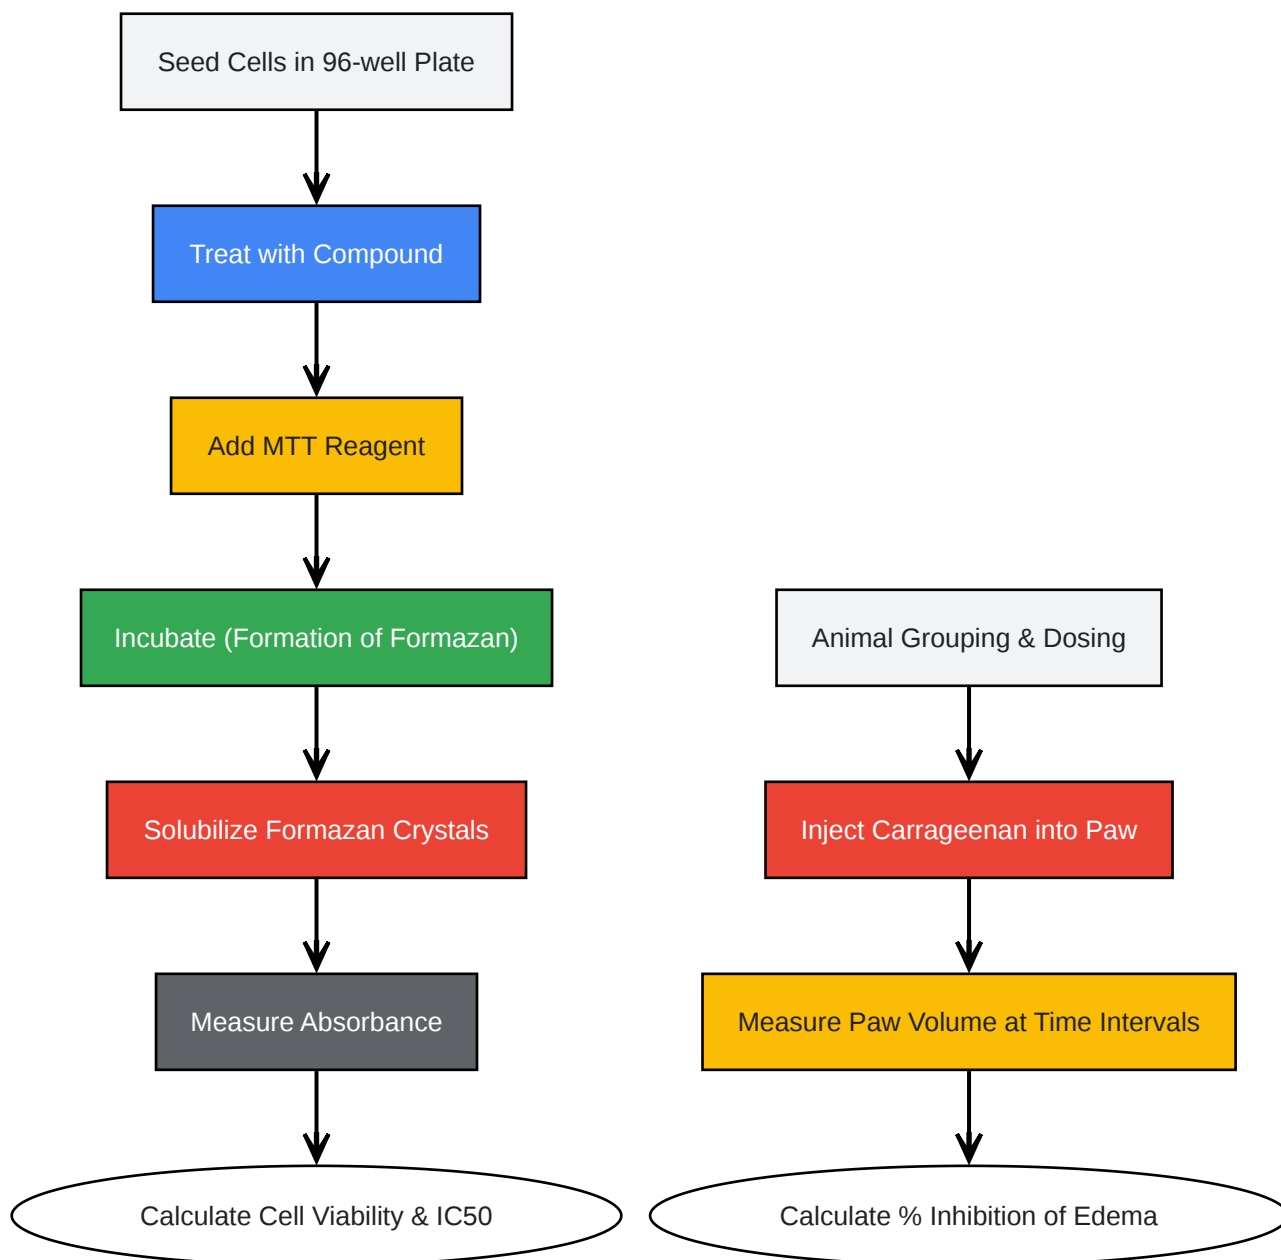 Seed Cells in 96-well Plate
Treat with Compound
Add MTT Reagent
Incubate (Formation of Formazan)
Solubilize Formazan Crystals
Measure Absorbance
Calculate Cell Viability & IC50
Animal Grouping & Dosing
Inject Carrageenan into Paw
Measure Paw Volume at Time Intervals
Calculate % Inhibition of Edema